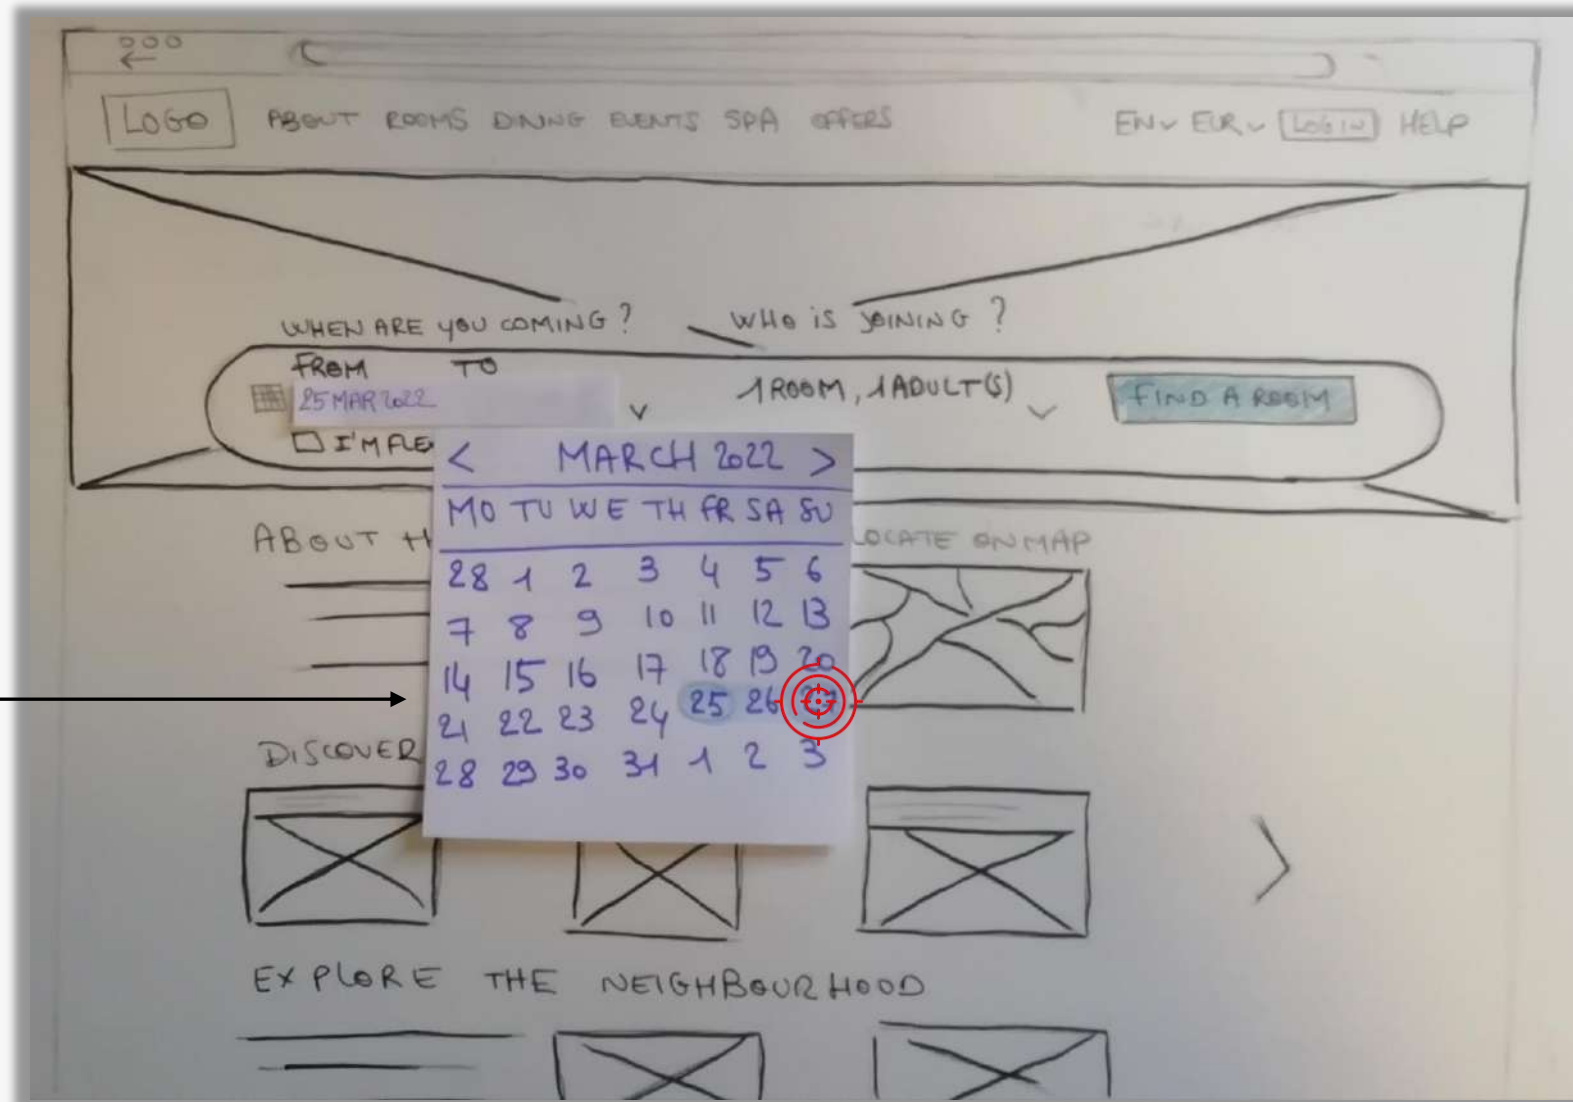 LOGO ABOUT ROOMS DINING EVENTS SPA OFFERS EN EUR LOG IN HELP
WHEN ARE YOU COMING? WHO IS JOINING?
FROM TO
25 MAR 2022 1 ROOM, 1 ADULT(S) FIND A ROOM
I'M FLE
< MARCH 2022 >
MO TU WE TH FR SA SU
ABOUT H LOCATE ON MAP
28 1 2 3 4 5 6
7 8 9 10 11 12 13
14 15 16 17 18 19 20
21 22 23 24 25 26 27
DISCOVER
28 29 30 31 1 2 3
EXPLORE THE NEIGHBOURHOOD